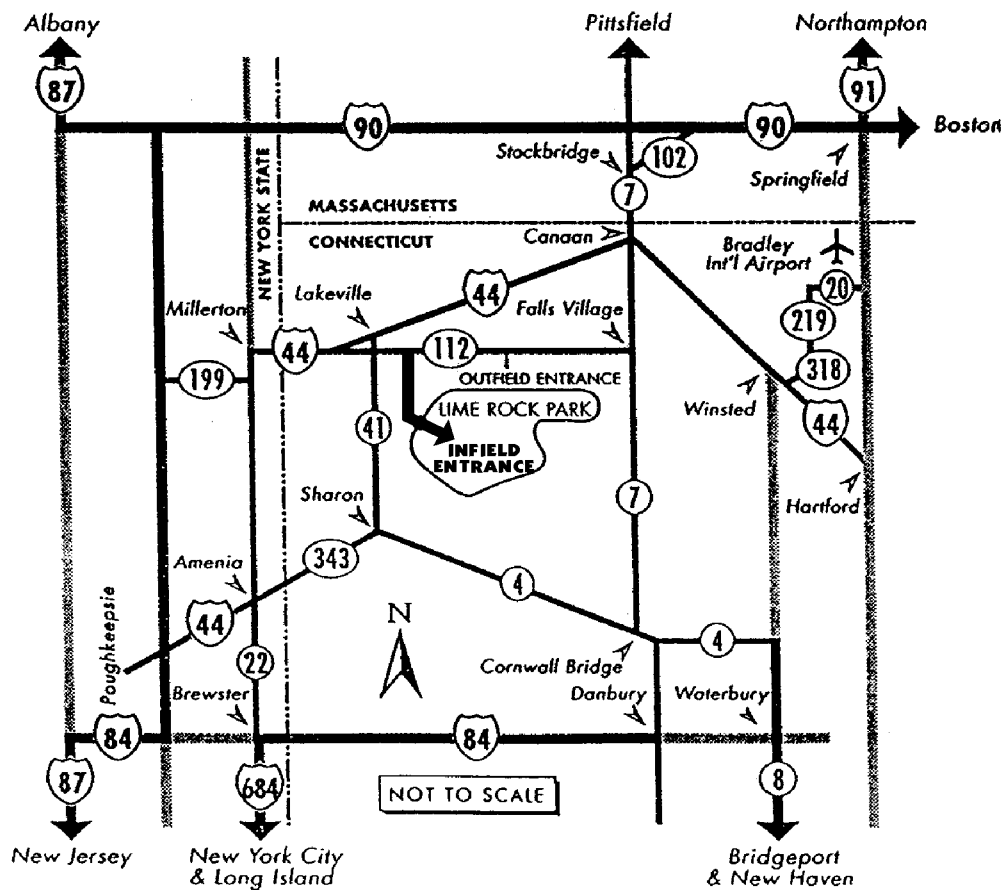 Albany
Pittsfield
Northampton
87
91
90
90
Boston
Stockbridge
102
Springfield
7
NEW YORK STATE
MASSACHUSETTS
CONNECTICUT
Canaan
Bradley
Int'l Airport
20
Millerton
Lakeville
44
Falls Village
219
44
112
318
199
OUTFIELD ENTRANCE
LIME ROCK PARK
Winsted
41
INFIELD
ENTRANCE
44
7
Sharon
Hartford
343
Amenia
4
Poughkeepsie
44
N
4
22
Cornwall Bridge
Brewster
Danbury
Waterbury
84
84
87
684
NOT TO SCALE
8
New Jersey
New York City
& Long Island
Bridgeport
& New Haven